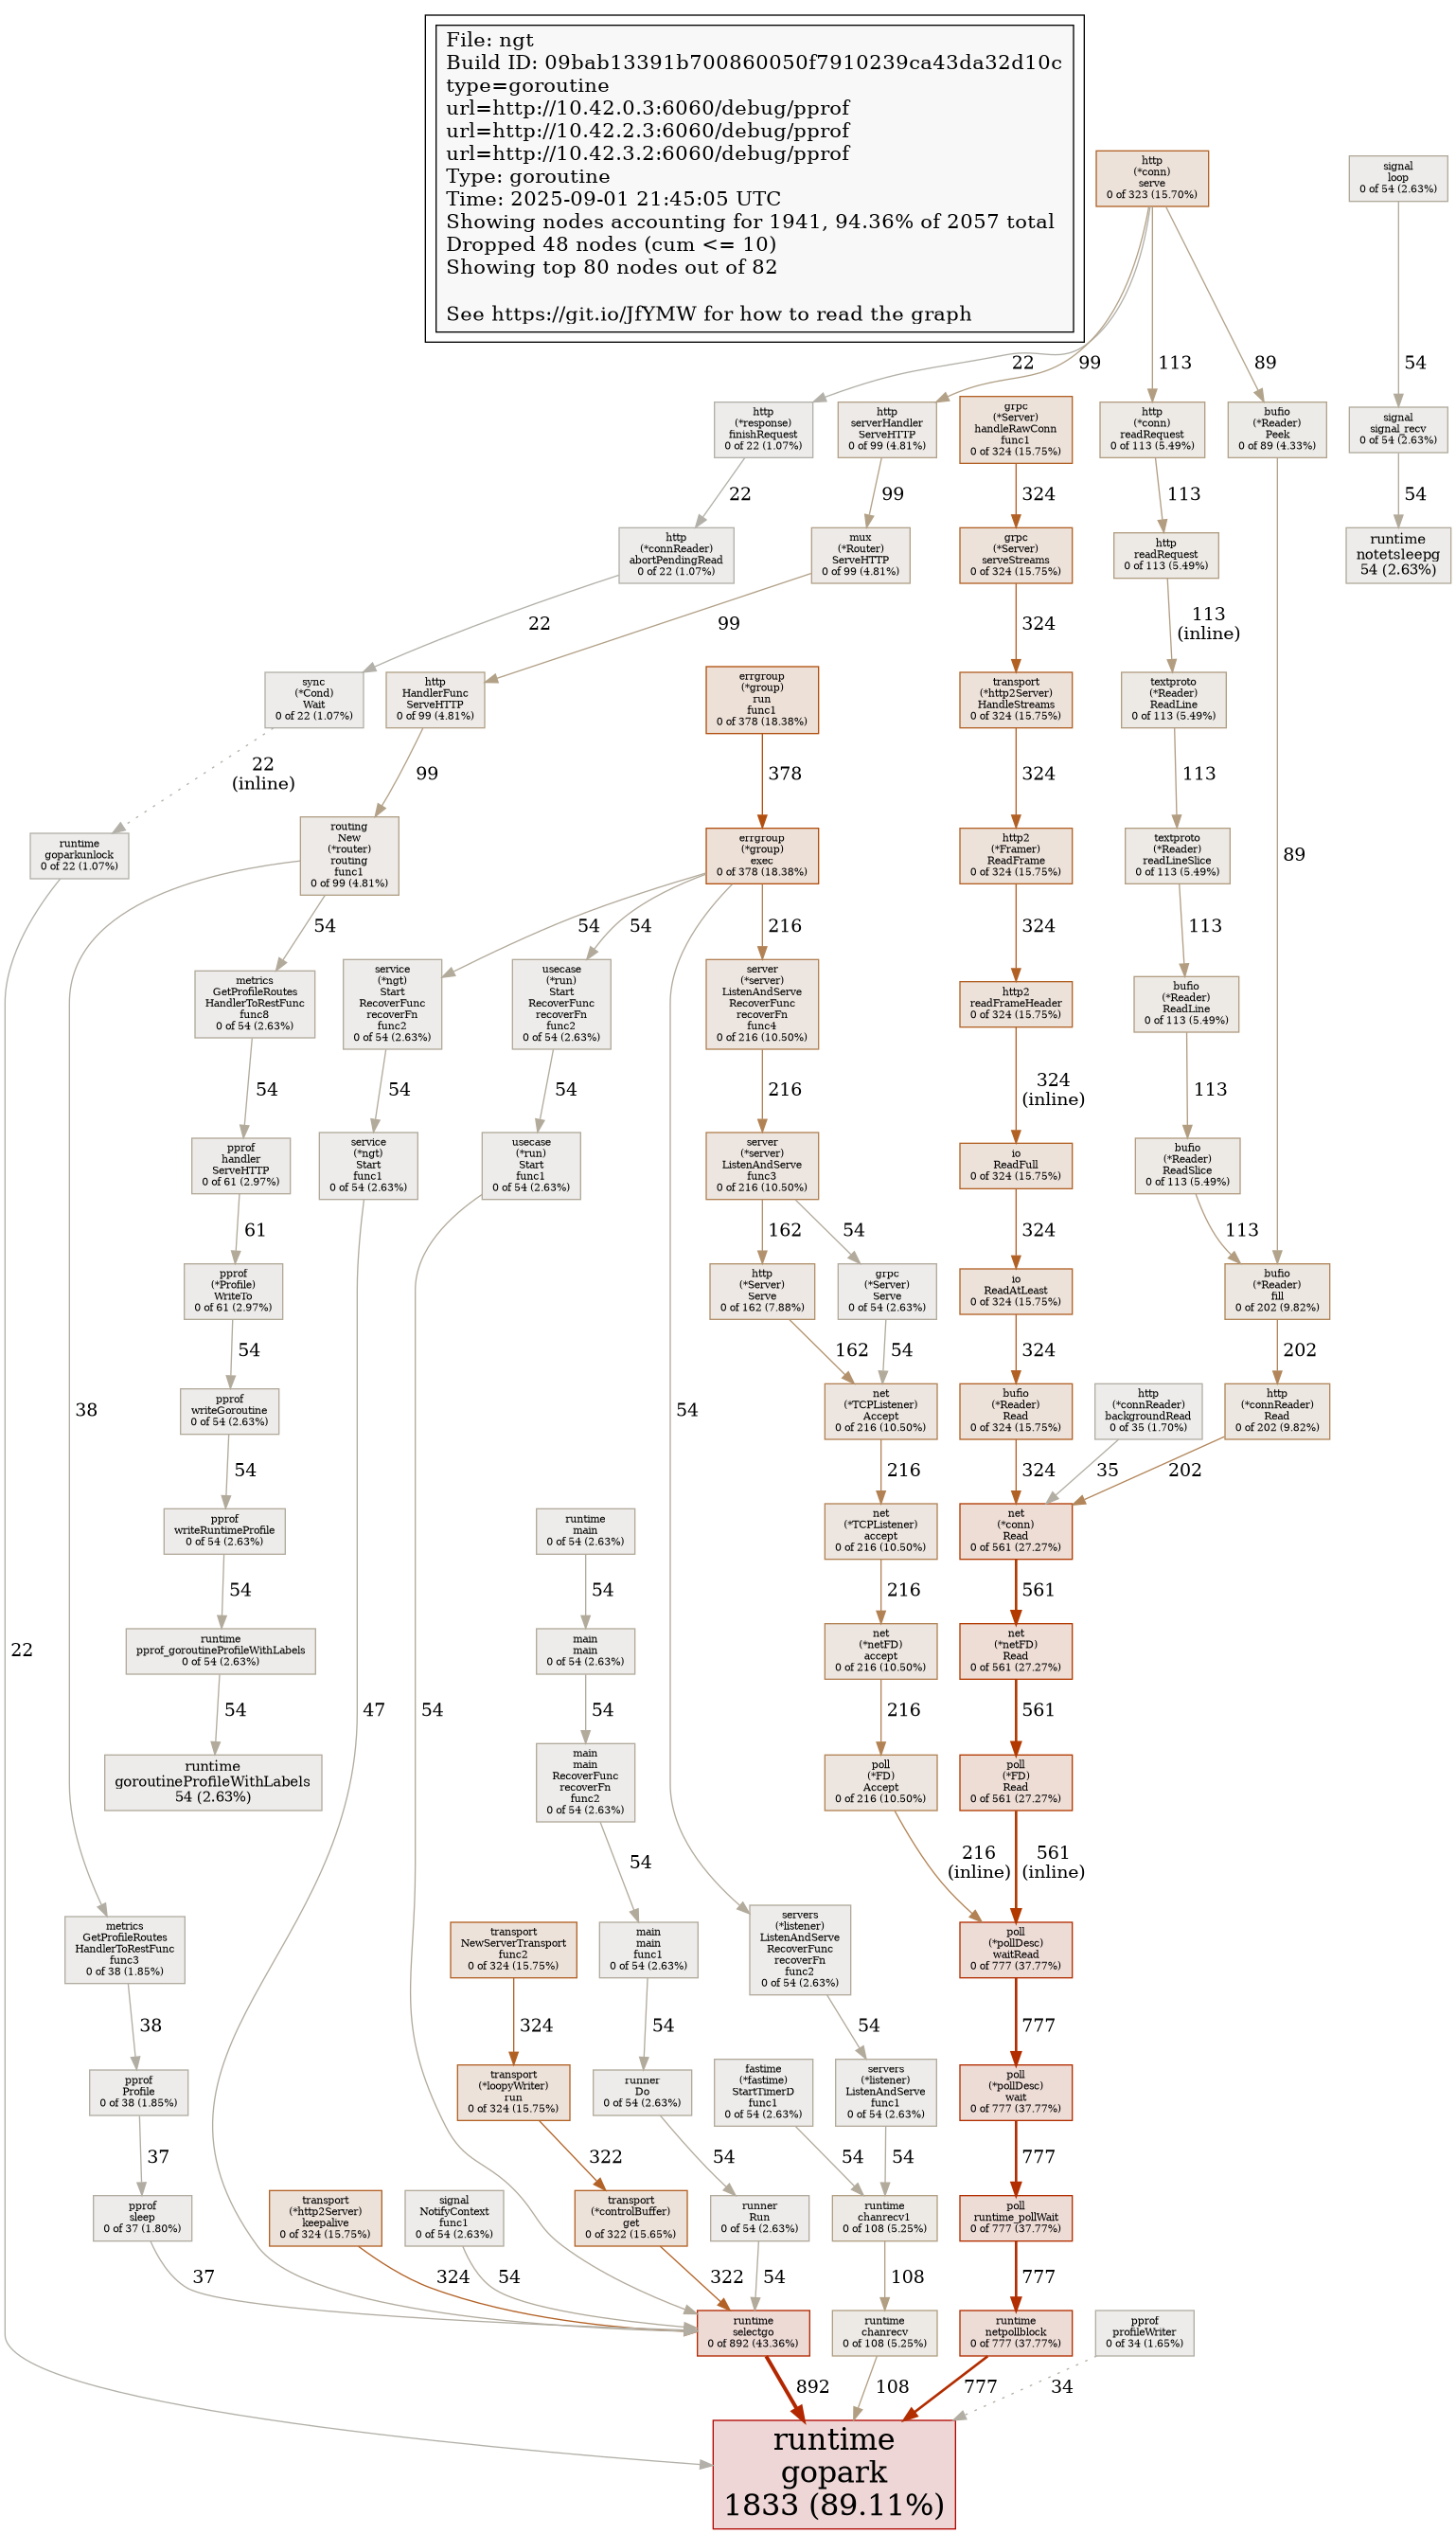 File: ngt
Build ID: 09bab13391b700860050f7910239ca43da32d10c
type=goroutine
url=http://10.42.0.3:6060/debug/pprof
url=http://10.42.2.3:6060/debug/pprof
url=http://10.42.3.2:6060/debug/pprof
Type: goroutine
Time: 2025-09-01 21:45:05 UTC
Showing nodes accounting for 1941, 94.36% of 2057 total
Dropped 48 nodes (cum <= 10)
Showing top 80 nodes out of 82
See https://git.io/JfYMW for how to read the graph
http
(*conn)
serve
0 of 323 (15.70%)
signal
loop
0 of 54 (2.63%)
22
99
113
89
54
http
(*response)
finishRequest
0 of 22 (1.07%)
http
serverHandler
ServeHTTP
0 of 99 (4.81%)
grpc
(*Server)
handleRawConn
func1
0 of 324 (15.75%)
http
(*conn)
readRequest
0 of 113 (5.49%)
bufio
(*Reader)
Peek
0 of 89 (4.33%)
signal
signal_recv
0 of 54 (2.63%)
22
99
324
113
54
http
(*connReader)
abortPendingRead
0 of 22 (1.07%)
mux
(*Router)
ServeHTTP
0 of 99 (4.81%)
grpc
(*Server)
serveStreams
0 of 324 (15.75%)
http
readRequest
0 of 113 (5.49%)
runtime
notetsleepg
54 (2.63%)
22
99
324
113
(inline)
sync
(*Cond)
Wait
0 of 22 (1.07%)
http
HandlerFunc
ServeHTTP
0 of 99 (4.81%)
errgroup
(*group)
run
func1
0 of 378 (18.38%)
transport
(*http2Server)
HandleStreams
0 of 324 (15.75%)
textproto
(*Reader)
ReadLine
0 of 113 (5.49%)
22
(inline)
99
378
324
113
runtime
goparkunlock
0 of 22 (1.07%)
routing
New
(*router)
routing
func1
0 of 99 (4.81%)
errgroup
(*group)
exec
0 of 378 (18.38%)
http2
(*Framer)
ReadFrame
0 of 324 (15.75%)
textproto
(*Reader)
readLineSlice
0 of 113 (5.49%)
89
54
54
54
216
324
113
metrics
GetProfileRoutes
HandlerToRestFunc
func8
0 of 54 (2.63%)
service
(*ngt)
Start
RecoverFunc
recoverFn
func2
0 of 54 (2.63%)
usecase
(*run)
Start
RecoverFunc
recoverFn
func2
0 of 54 (2.63%)
server
(*server)
ListenAndServe
RecoverFunc
recoverFn
func4
0 of 216 (10.50%)
http2
readFrameHeader
0 of 324 (15.75%)
bufio
(*Reader)
ReadLine
0 of 113 (5.49%)
54
54
54
216
324
(inline)
113
pprof
handler
ServeHTTP
0 of 61 (2.97%)
service
(*ngt)
Start
func1
0 of 54 (2.63%)
usecase
(*run)
Start
func1
0 of 54 (2.63%)
server
(*server)
ListenAndServe
func3
0 of 216 (10.50%)
io
ReadFull
0 of 324 (15.75%)
bufio
(*Reader)
ReadSlice
0 of 113 (5.49%)
61
162
54
324
113
pprof
(*Profile)
WriteTo
0 of 61 (2.97%)
http
(*Server)
Serve
0 of 162 (7.88%)
grpc
(*Server)
Serve
0 of 54 (2.63%)
io
ReadAtLeast
0 of 324 (15.75%)
bufio
(*Reader)
fill
0 of 202 (9.82%)
54
162
54
324
202
38
54
pprof
writeGoroutine
0 of 54 (2.63%)
net
(*TCPListener)
Accept
0 of 216 (10.50%)
bufio
(*Reader)
Read
0 of 324 (15.75%)
http
(*connReader)
backgroundRead
0 of 35 (1.70%)
http
(*connReader)
Read
0 of 202 (9.82%)
54
216
324
35
202
pprof
writeRuntimeProfile
0 of 54 (2.63%)
runtime
main
0 of 54 (2.63%)
net
(*TCPListener)
accept
0 of 216 (10.50%)
net
(*conn)
Read
0 of 561 (27.27%)
54
54
216
561
22
runtime
pprof_goroutineProfileWithLabels
0 of 54 (2.63%)
main
main
0 of 54 (2.63%)
net
(*netFD)
accept
0 of 216 (10.50%)
net
(*netFD)
Read
0 of 561 (27.27%)
54
47
54
54
216
561
runtime
goroutineProfileWithLabels
54 (2.63%)
main
main
RecoverFunc
recoverFn
func2
0 of 54 (2.63%)
poll
(*FD)
Accept
0 of 216 (10.50%)
poll
(*FD)
Read
0 of 561 (27.27%)
54
216
(inline)
561
(inline)
metrics
GetProfileRoutes
HandlerToRestFunc
func3
0 of 38 (1.85%)
transport
NewServerTransport
func2
0 of 324 (15.75%)
main
main
func1
0 of 54 (2.63%)
servers
(*listener)
ListenAndServe
RecoverFunc
recoverFn
func2
0 of 54 (2.63%)
poll
(*pollDesc)
waitRead
0 of 777 (37.77%)
38
324
54
54
777
pprof
Profile
0 of 38 (1.85%)
transport
(*loopyWriter)
run
0 of 324 (15.75%)
runner
Do
0 of 54 (2.63%)
fastime
(*fastime)
StartTimerD
func1
0 of 54 (2.63%)
servers
(*listener)
ListenAndServe
func1
0 of 54 (2.63%)
poll
(*pollDesc)
wait
0 of 777 (37.77%)
37
322
54
54
54
777
pprof
sleep
0 of 37 (1.80%)
transport
(*http2Server)
keepalive
0 of 324 (15.75%)
signal
NotifyContext
func1
0 of 54 (2.63%)
transport
(*controlBuffer)
get
0 of 322 (15.65%)
runner
Run
0 of 54 (2.63%)
runtime
chanrecv1
0 of 108 (5.25%)
poll
runtime_pollWait
0 of 777 (37.77%)
37
324
54
322
54
108
777
runtime
selectgo
0 of 892 (43.36%)
runtime
chanrecv
0 of 108 (5.25%)
runtime
netpollblock
0 of 777 (37.77%)
pprof
profileWriter
0 of 34 (1.65%)
892
108
777
34
runtime
gopark
1833 (89.11%)